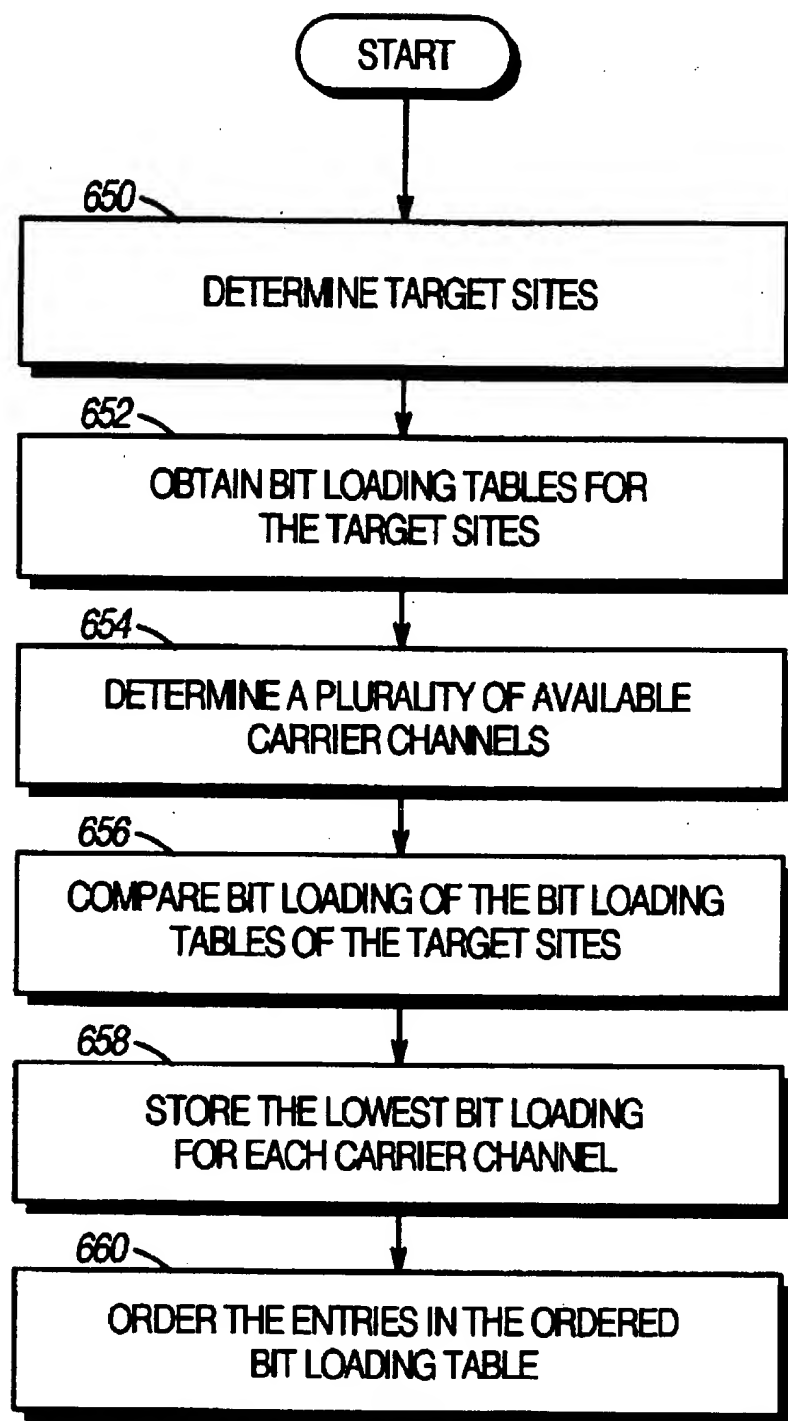 START
650
DETERMINE TARGET SITES
652
OBTAIN BIT LOADING TABLES FOR
THE TARGET SITES
654
DETERMINE A PLURALITY OF AVAILABLE
CARRIER CHANNELS
656
COMPARE BIT LOADING OF THE BIT LOADING
TABLES OF THE TARGET SITES
658
STORE THE LOWEST BIT LOADING
FOR EACH CARRIER CHANNEL
660
ORDER THE ENTRIES IN THE ORDERED
BIT LOADING TABLE